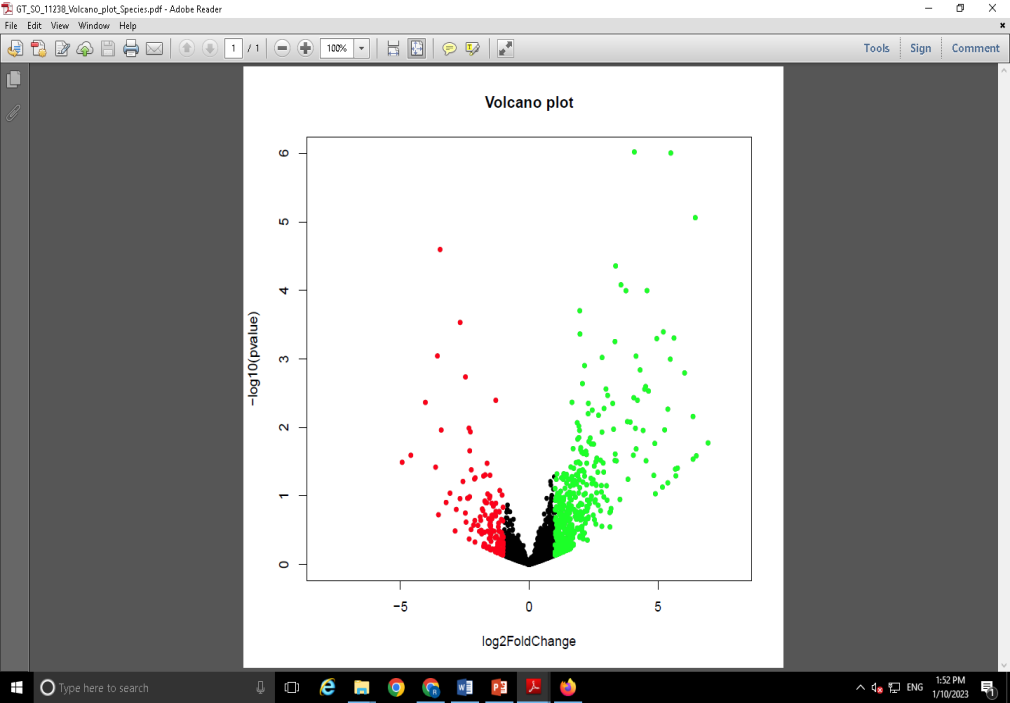 GT_SO_11238_Volcano_plot_Species.pdf - Adobe Reader
File Edit View Window Help
1 / 1 100% Tools Sign Comment
Volcano plot
6
5
4
3
2
1
0
−log10(pvalue)
−5 0 5
log2FoldChange
Type here to search
ENG
1:52 PM
1/10/2023
1